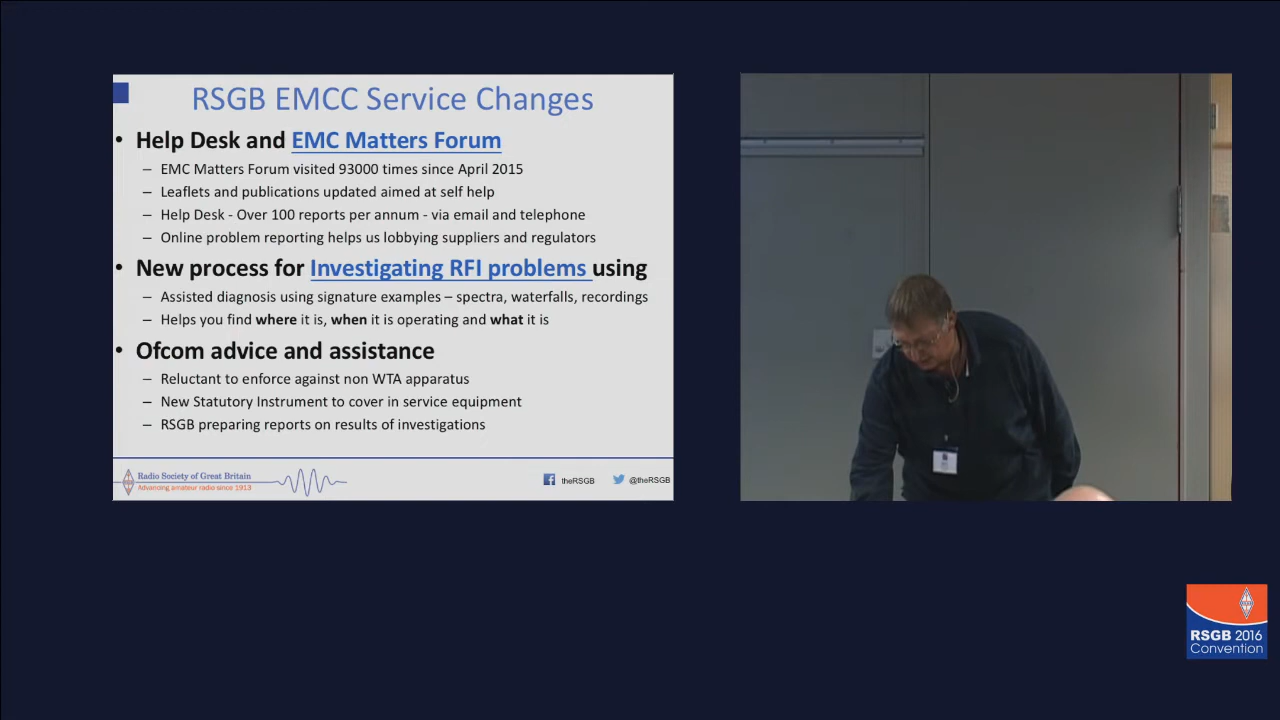 RSGB EMCC Service Changes
• Help Desk and EMC Matters Forum
– EMC Matters Forum visited 93000 times since April 2015
– Leaflets and publications updated aimed at self help
– Help Desk - Over 100 reports per annum - via email and telephone
– Online problem reporting helps us lobbying suppliers and regulators
• New process for Investigating RFI problems using
– Assisted diagnosis using signature examples – spectra, waterfalls, recordings
– Helps you find where it is, when it is operating and what it is
• Ofcom advice and assistance
– Reluctant to enforce against non WTA apparatus
– New Statutory Instrument to cover in service equipment
– RSGB preparing reports on results of investigations
Radio Society of Great Britain
Advancing amateur radio since 1913
theRSGB
@theRSGB
RSGB 2016
Convention